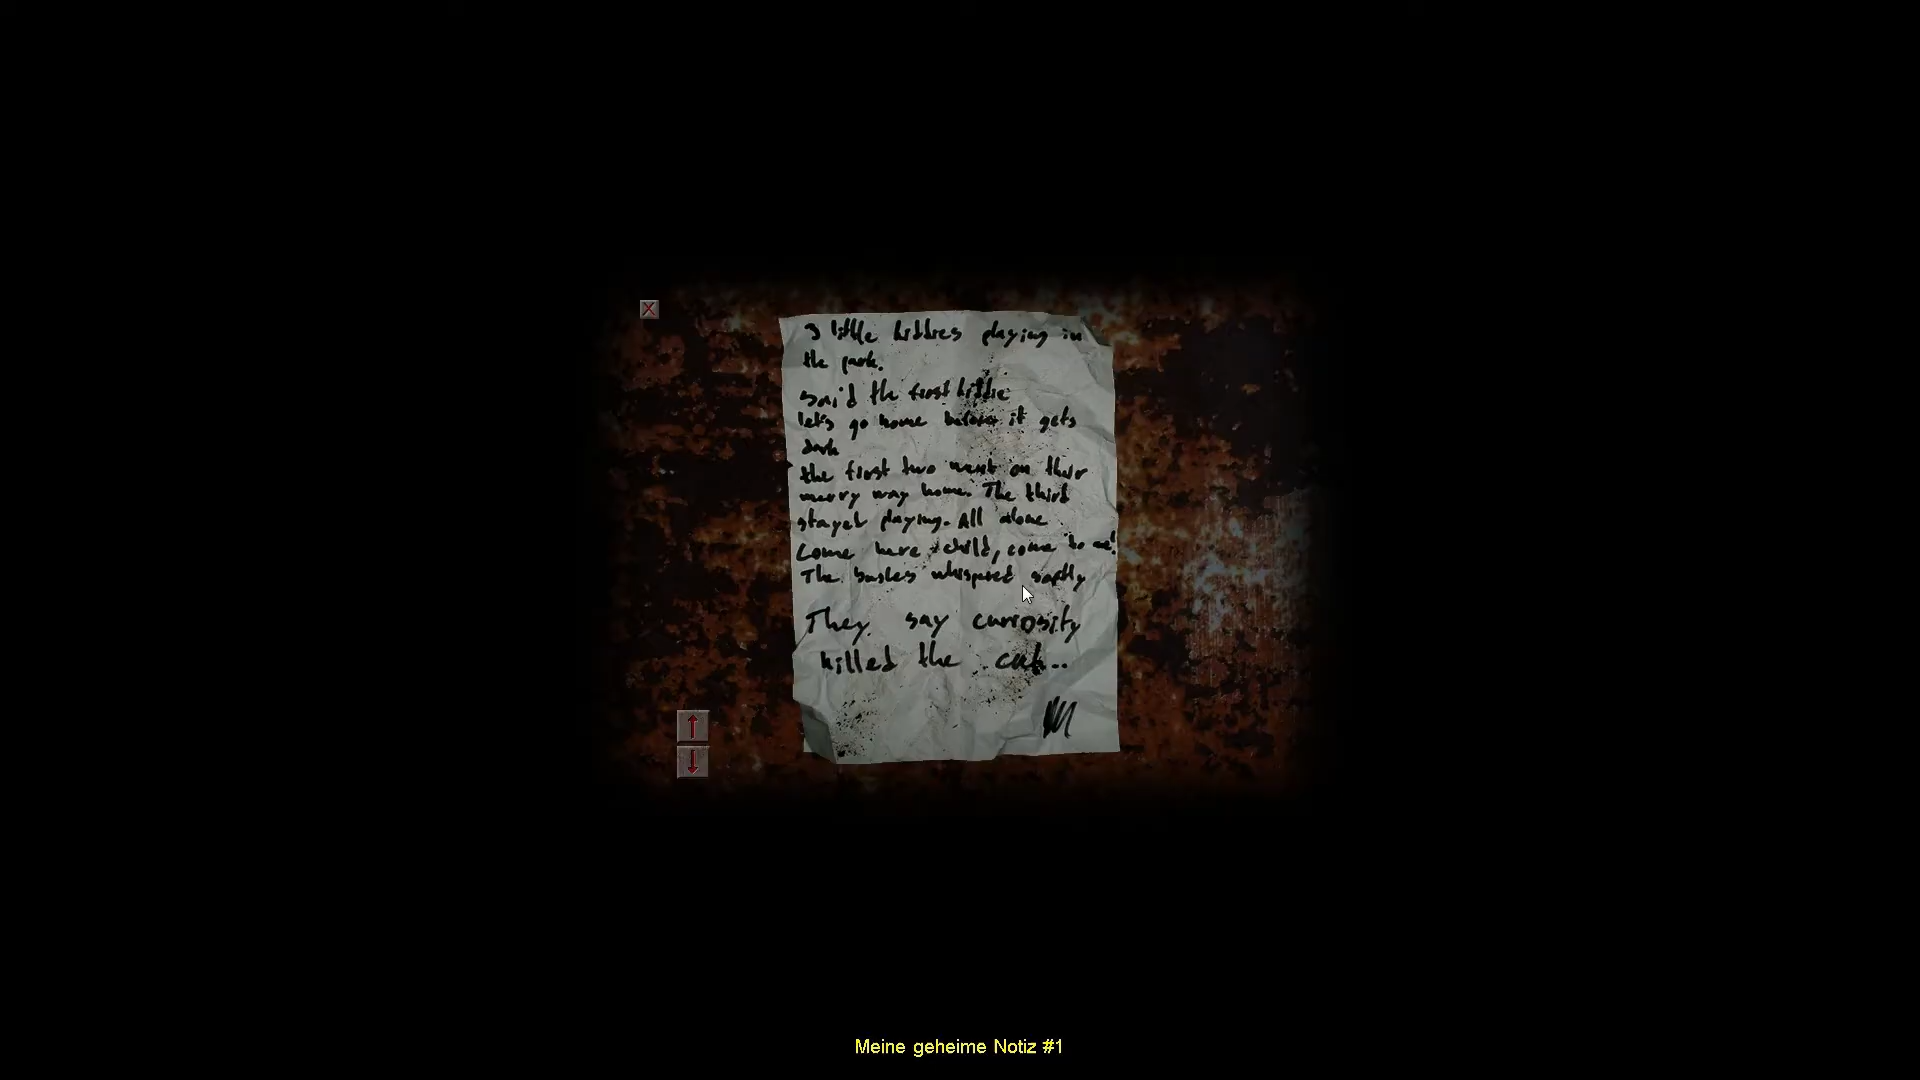 3 little kiddies playing in
the park.
said the first kiddie
let's go home before it gets
dark
the first two went on their
merry way home. The third
stayed playing. All alone
Come here child, come to me!
The bushes whispered softly
They say curiosity
killed the cat..
Meine geheime Notiz #1